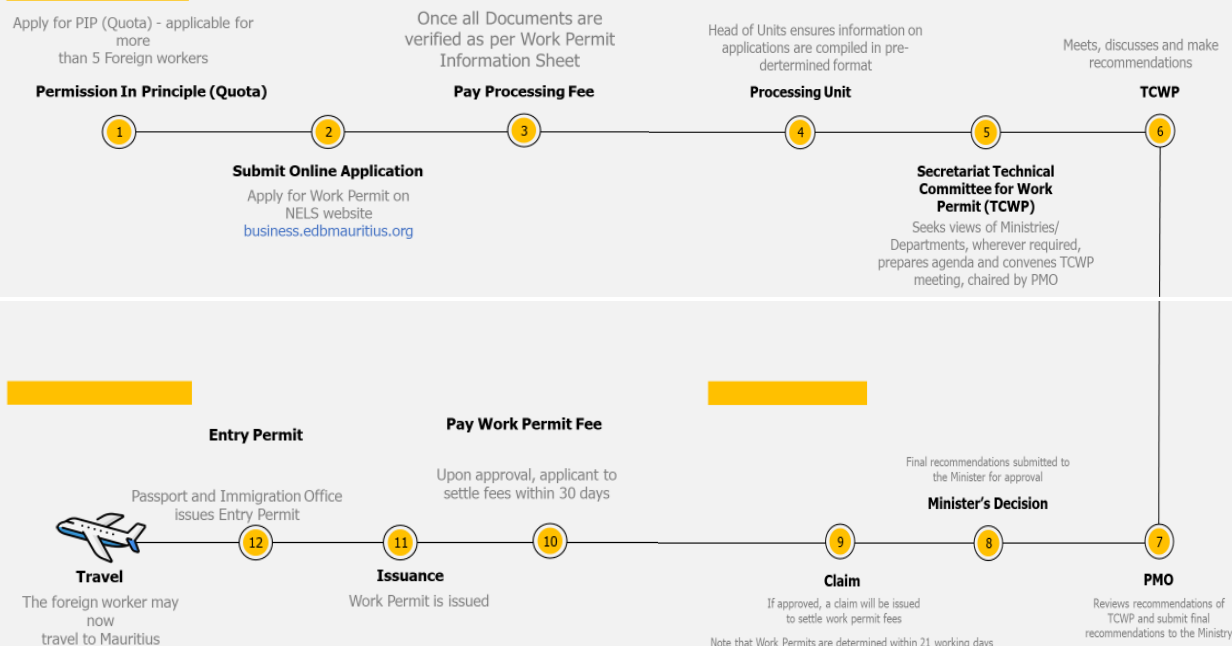 Apply for PIP (Quota) - applicable for
more
than 5 Foreign workers
Permission In Principle (Quota)
1
2
Submit Online Application
Apply for Work Permit on
NELS website
business.edbmauritius.org
Once all Documents are
verified as per Work Permit
Information Sheet
Pay Processing Fee
3
Head of Units ensures information on
applications are compiled in pre-
dertermined format
Processing Unit
4
5
Secretariat Technical
Committee for Work
Permit (TCWP)
Seeks views of Ministries/
Departments, wherever required,
prepares agenda and convenes TCWP
meeting, chaired by PMO
Meets, discusses and make
recommendations
TCWP
6
7
PMO
Reviews recommendations of
TCWP and submit final
recommendations to the Ministry
Final recommendations submitted to
the Minister for approval
Minister's Decision
8
9
Claim
If approved, a claim will be issued
to settle work permit fees
Note that Work Permits are determined within 21 working days
Pay Work Permit Fee
Upon approval, applicant to
settle fees within 30 days
10
11
Issuance
Work Permit is issued
Entry Permit
Passport and Immigration Office
issues Entry Permit
12
Travel
The foreign worker may
now
travel to Mauritius